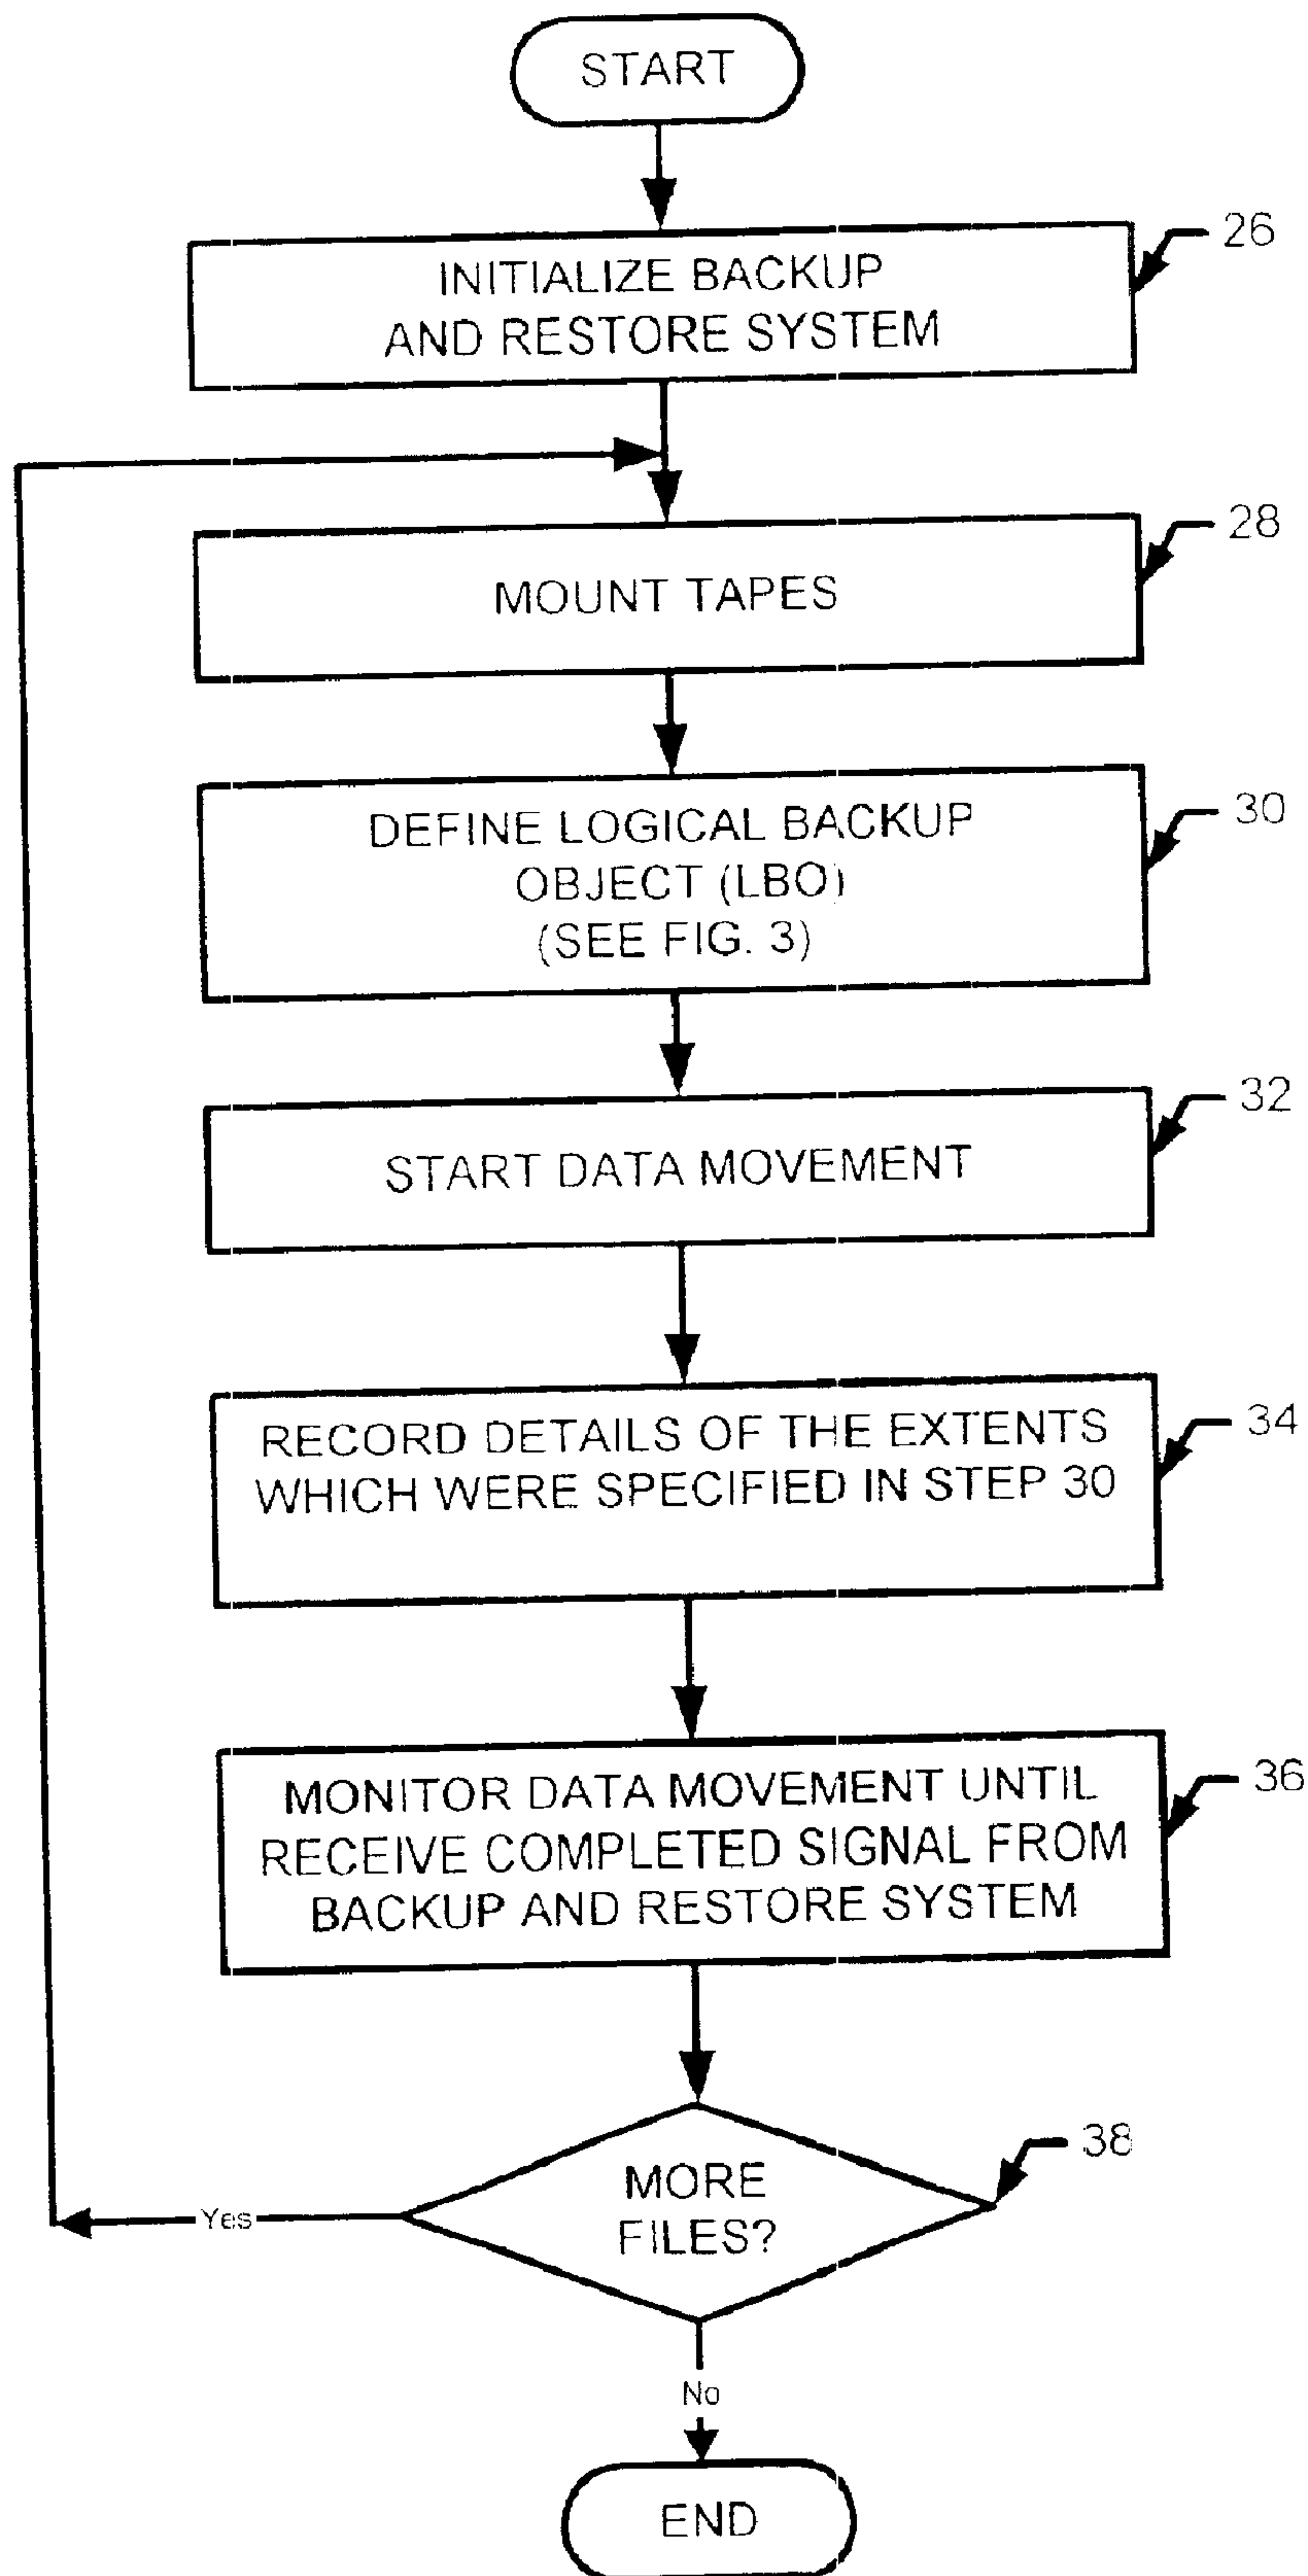 START
26
INITIALIZE BACKUP
AND RESTORE SYSTEM
28
MOUNT TAPES
30
DEFINE LOGICAL BACKUP
OBJECT (LBO)
(SEE FIG. 3)
32
START DATA MOVEMENT
34
RECORD DETAILS OF THE EXTENTS
WHICH WERE SPECIFIED IN STEP 30
36
MONITOR DATA MOVEMENT UNTIL
RECEIVE COMPLETED SIGNAL FROM
BACKUP AND RESTORE SYSTEM
38
MORE
FILES?
Yes
No
END